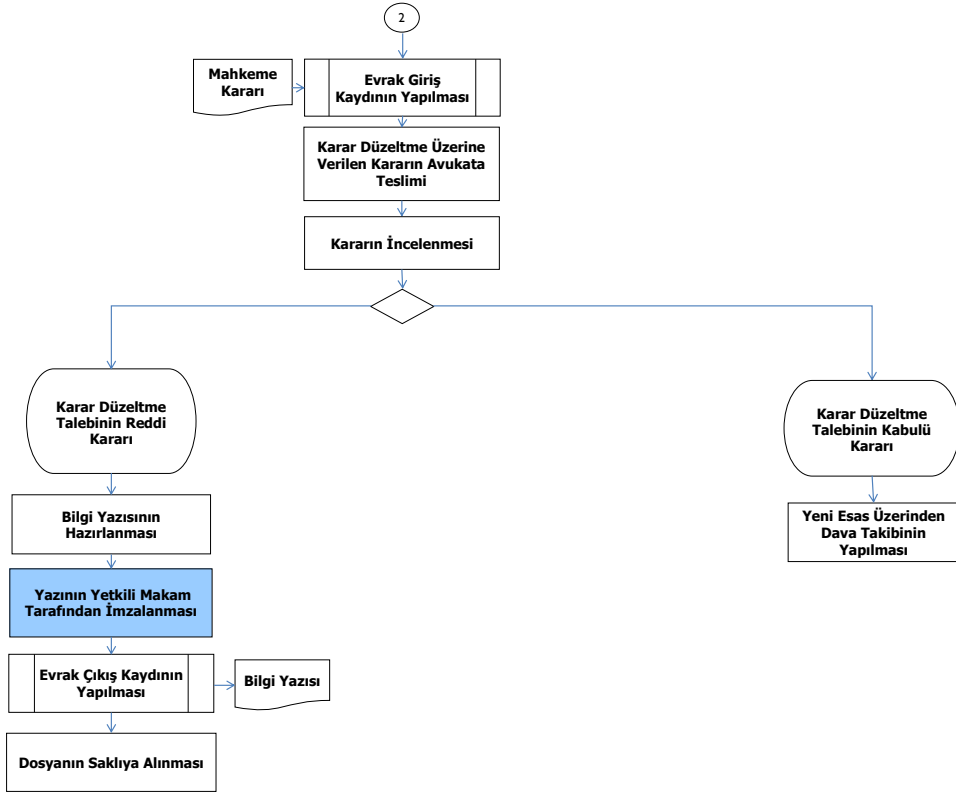 2
Mahkeme
Kararı
Evrak Giriş
Kaydının Yapılması
Karar Düzeltme Üzerine
Verilen Kararın Avukata
Teslimi
Kararın İncelenmesi
Karar Düzeltme
Talebinin Reddi
Kararı
Karar Düzeltme
Talebinin Kabulü
Kararı
Bilgi Yazısının
Hazırlanması
Yeni Esas Üzerinden
Dava Takibinin
Yapılması
Yazının Yetkili Makam
Tarafından İmzalanması
Evrak Çıkış Kaydının
Yapılması
Bilgi Yazısı
Dosyanın Saklıya Alınması